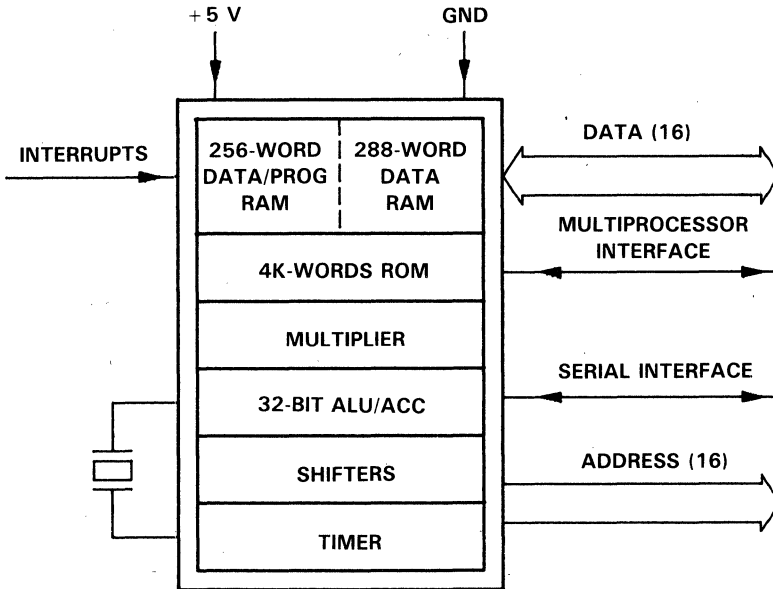 +5 V
GND
INTERRUPTS
256-WORD
DATA/PROG
RAM
288-WORD
DATA
RAM
DATA (16)
MULTIPROCESSOR
INTERFACE
4K-WORDS ROM
MULTIPLIER
SERIAL INTERFACE
32-BIT ALU/ACC
ADDRESS (16)
SHIFTERS
TIMER